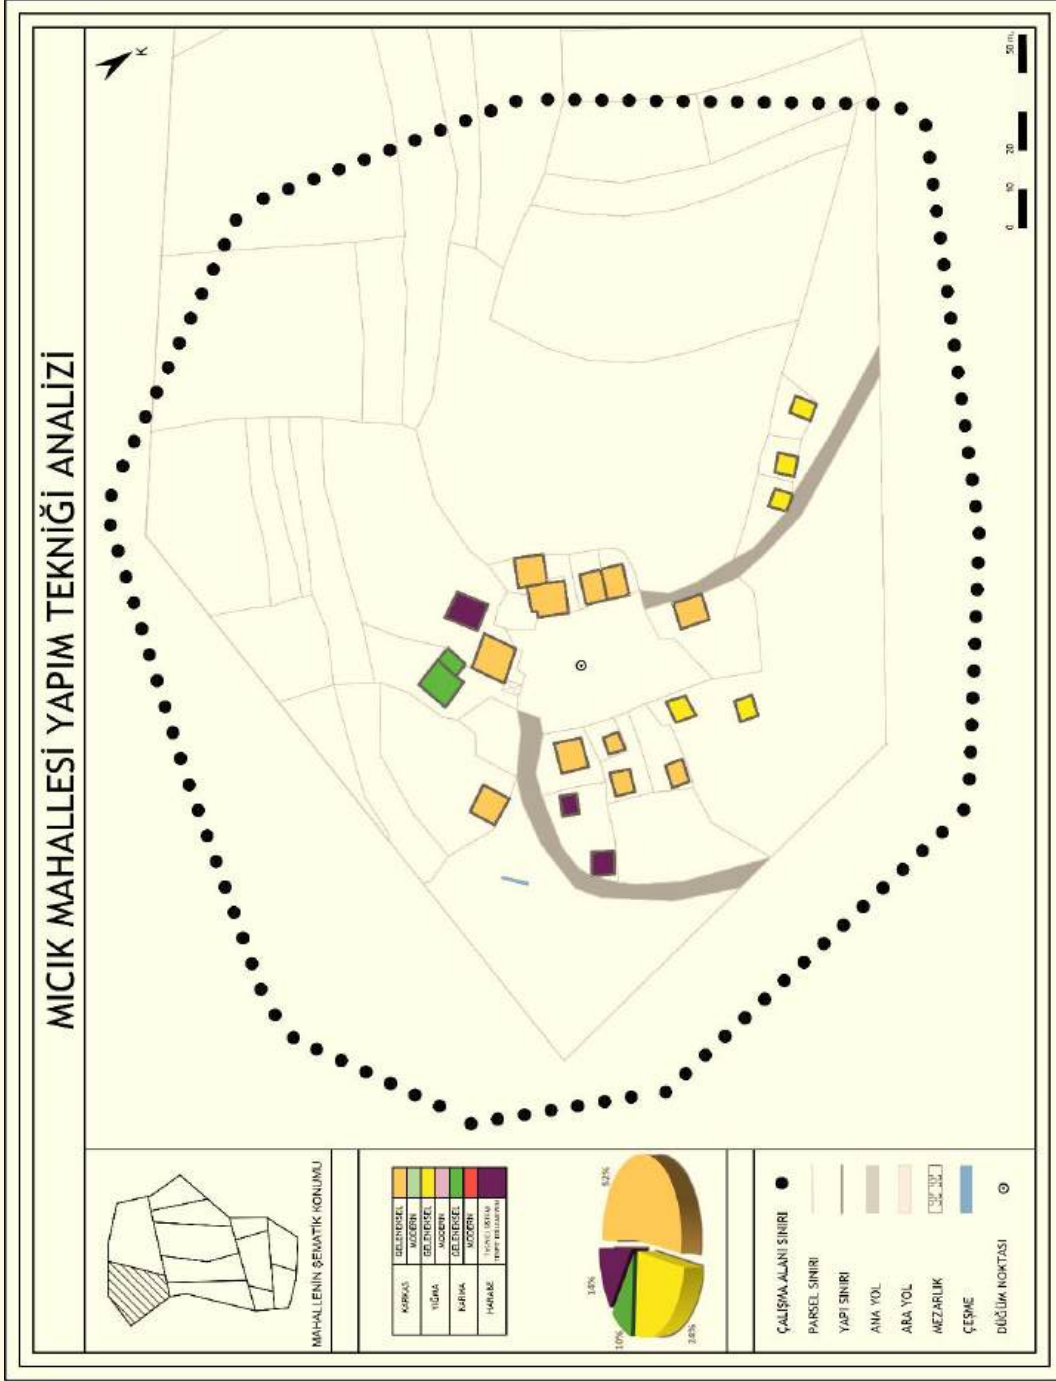 MICIK MAHALLESİ YAPIM TEKNİĞİ ANALİZİ
K
MAHALLENİN ŞEMATİK KONUMU
KARKAS
GELENEKSEL
MODERN
YIĞMA
GELENEKSEL
MODERN
KARMA
GELENEKSEL
MODERN
HARABE
52%
24%
10%
14%
ÇALIŞMA ALANI SINIRI
PARSEL SINIRI
YAPI SINIRI
ANA YOL
ARA YOL
MEZARLIK
ÇEŞME
DÜĞÜM NOKTASI
0 10 20 50 m.